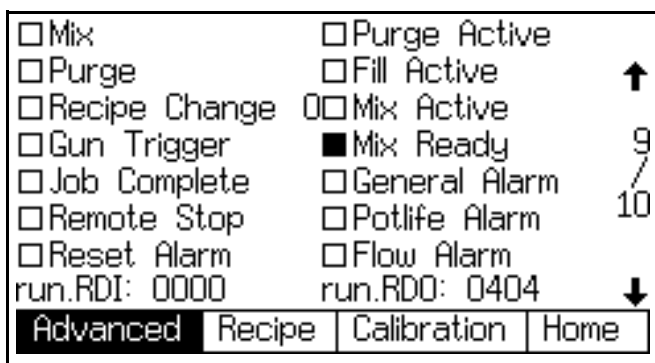 Mix Purge Active
Purge Fill Active
Recipe Change 0 Mix Active
Gun Trigger Mix Ready
Job Complete General Alarm
Remote Stop Potlife Alarm
Reset Alarm Flow Alarm
run.RDI: 0000 run.RDO: 0404
9
/
10
Advanced Recipe Calibration Home